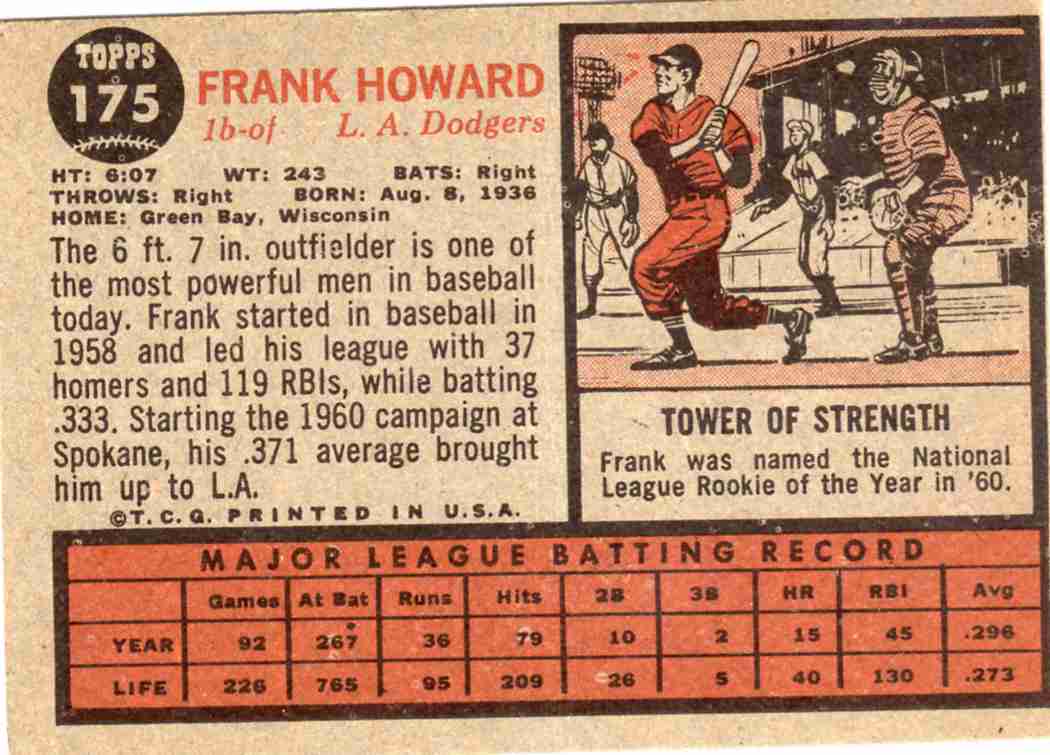 TOPPS
175
FRANK HOWARD
1b-of L. A. Dodgers
HT: 6:07 WT: 243 BATS: Right
THROWS: Right BORN: Aug. 8, 1936
HOME: Green Bay, Wisconsin
The 6 ft. 7 in. outfielder is one of
the most powerful men in baseball
today. Frank started in baseball in
1958 and led his league with 37
homers and 119 RBIs, while batting
.333. Starting the 1960 campaign at
Spokane, his .371 average brought
him up to L.A.
©T. C. G. PRINTED IN U.S.A.
TOWER OF STRENGTH
Frank was named the National
League Rookie of the Year in '60.
MAJOR LEAGUE BATTING RECORD
Games At Bat Runs Hits 2B 3B HR RBI Avg
YEAR 92 267 36 79 10 2 15 45 .296
LIFE 226 765 95 209 26 5 40 130 .273